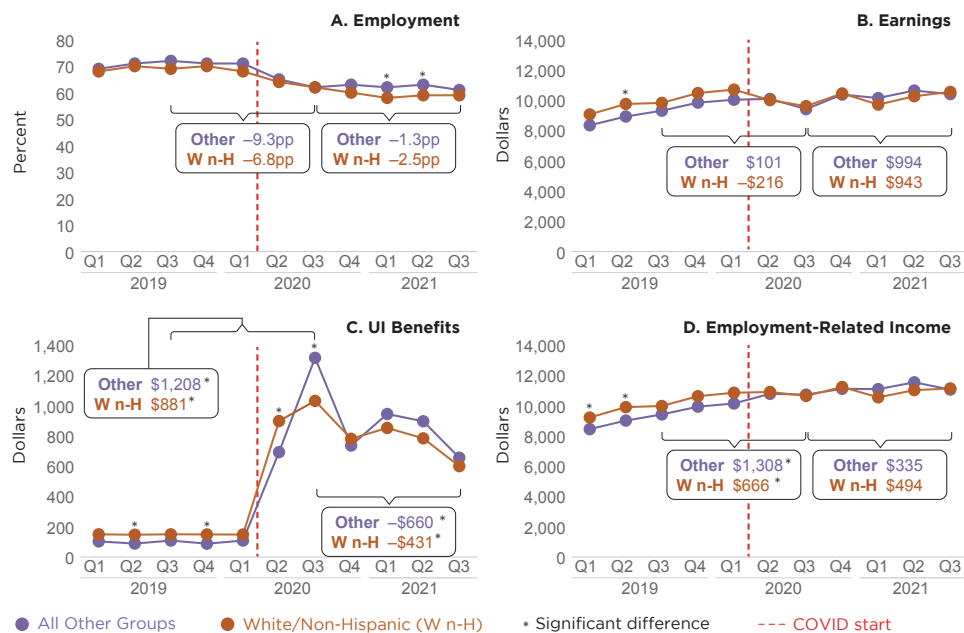 A. Employment
Percent
80
70
60
50
40
30
20
10
0
* *
Other –9.3pp
W n-H –6.8pp
Other –1.3pp
W n-H –2.5pp
Q1 Q2 Q3 Q4 Q1 Q2 Q3 Q4 Q1 Q2 Q3
2019 2020 2021
B. Earnings
Dollars
14,000
12,000
10,000
8,000
6,000
4,000
2,000
0
*
Other $101
W n-H –$216
Other $994
W n-H $943
Q1 Q2 Q3 Q4 Q1 Q2 Q3 Q4 Q1 Q2 Q3
2019 2020 2021
C. UI Benefits
Dollars
1,400
1,200
1,000
800
600
400
200
0
* * * *
Other $1,208*
W n-H $881*
Other –$660 *
W n-H –$431*
Q1 Q2 Q3 Q4 Q1 Q2 Q3 Q4 Q1 Q2 Q3
2019 2020 2021
D. Employment-Related Income
Dollars
14,000
12,000
10,000
8,000
6,000
4,000
2,000
0
* *
Other $1,308*
W n-H $666 *
Other $335
W n-H $494
Q1 Q2 Q3 Q4 Q1 Q2 Q3 Q4 Q1 Q2 Q3
2019 2020 2021
All Other Groups White/Non-Hispanic (W n-H) * Significant difference COVID start